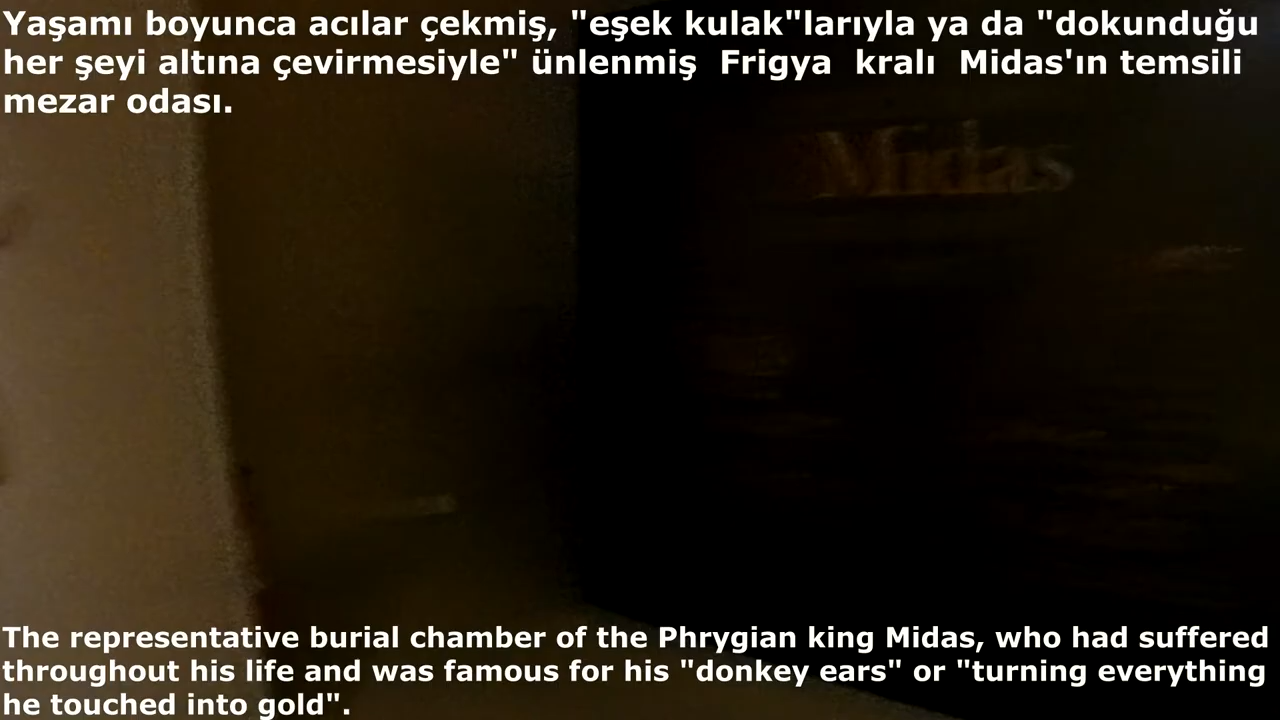 Yaşamı boyunca acılar çekmiş, "eşek kulak"larıyla ya da "dokunduğu
her şeyi altına çevirmesiyle" ünlenmiş Frigya kralı Midas'ın temsili
mezar odası.
Midas
The representative burial chamber of the Phrygian king Midas, who had suffered
throughout his life and was famous for his "donkey ears" or "turning everything
he touched into gold".